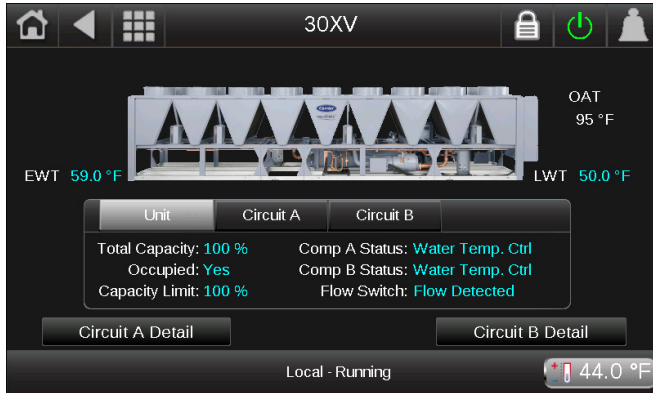 30XV
OAT
95 °F
EWT 59.0 °F
LWT 50.0 °F
Unit Circuit A Circuit B
Total Capacity: 100 % Comp A Status: Water Temp. Ctrl
Occupied: Yes Comp B Status: Water Temp. Ctrl
Capacity Limit: 100 % Flow Switch: Flow Detected
Circuit A Detail Circuit B Detail
Local - Running 44.0 °F